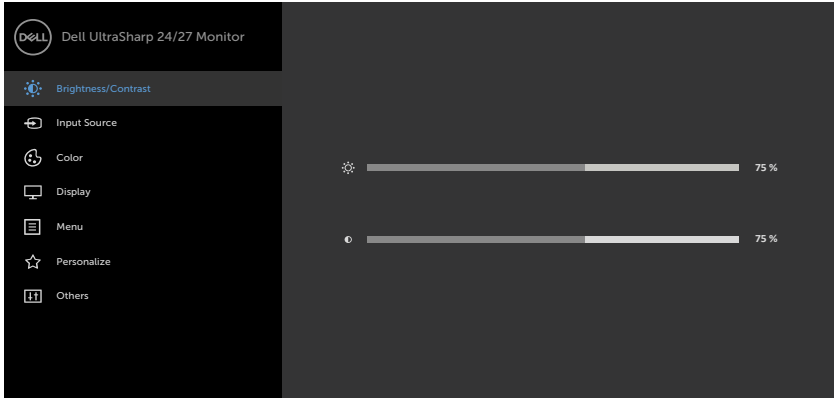 DELL
Dell UltraSharp 24/27 Monitor
Brightness/Contrast
Input Source
Color
Display
Menu
Personalize
Others
75 %
75 %